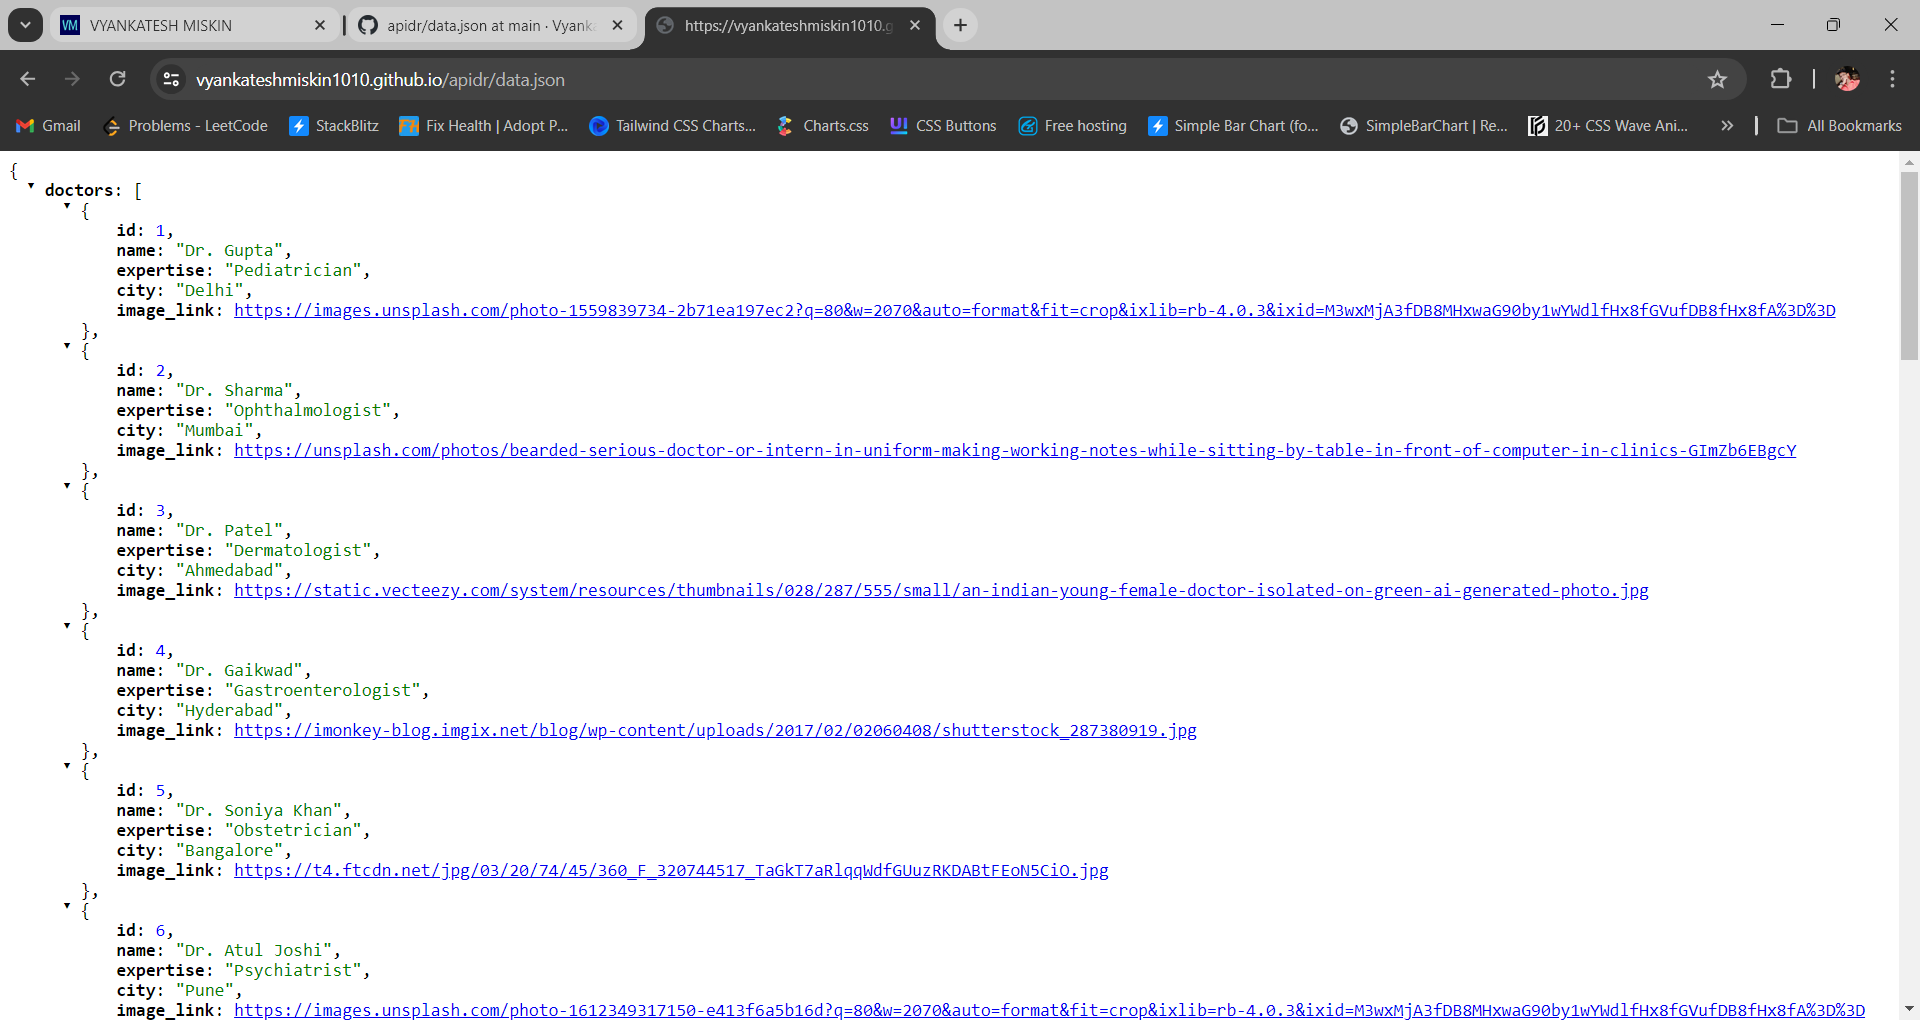 VYANKATESH MISKIN
apidr/data.json at main · Vyanka
https://vyankateshmiskin1010.g
vyankateshmiskin1010.github.io/apidr/data.json
Gmail
Problems - LeetCode
StackBlitz
Fix Health | Adopt P...
Tailwind CSS Charts...
Charts.css
CSS Buttons
Free hosting
Simple Bar Chart (fo...
SimpleBarChart | Re...
20+ CSS Wave Ani...
All Bookmarks
{
doctors: [
{
id: 1,
name: "Dr. Gupta",
expertise: "Pediatrician",
city: "Delhi",
image_link: https://images.unsplash.com/photo-1559839734-2b71ea197ec2?q=80&w=2070&auto=format&fit=crop&ixlib=rb-4.0.3&ixid=M3wxMjA3fDB8MHxwaG90by1wYWdlfHx8fGVufDB8fHx8fA%3D%3D
},
{
id: 2,
name: "Dr. Sharma",
expertise: "Ophthalmologist",
city: "Mumbai",
image_link: https://unsplash.com/photos/bearded-serious-doctor-or-intern-in-uniform-making-working-notes-while-sitting-by-table-in-front-of-computer-in-clinics-GImZb6EBgcY
},
{
id: 3,
name: "Dr. Patel",
expertise: "Dermatologist",
city: "Ahmedabad",
image_link: https://static.vecteezy.com/system/resources/thumbnails/028/287/555/small/an-indian-young-female-doctor-isolated-on-green-ai-generated-photo.jpg
},
{
id: 4,
name: "Dr. Gaikwad",
expertise: "Gastroenterologist",
city: "Hyderabad",
image_link: https://imonkey-blog.imgix.net/blog/wp-content/uploads/2017/02/02060408/shutterstock_287380919.jpg
},
{
id: 5,
name: "Dr. Soniya Khan",
expertise: "Obstetrician",
city: "Bangalore",
image_link: https://t4.ftcdn.net/jpg/03/20/74/45/360_F_320744517_TaGkT7aRlqqWdfGUuzRKDABtFEoN5CiO.jpg
},
{
id: 6,
name: "Dr. Atul Joshi",
expertise: "Psychiatrist",
city: "Pune",
image_link: https://images.unsplash.com/photo-1612349317150-e413f6a5b16d?q=80&w=2070&auto=format&fit=crop&ixlib=rb-4.0.3&ixid=M3wxMjA3fDB8MHxwaG90by1wYWdlfHx8fGVufDB8fHx8fA%3D%3D